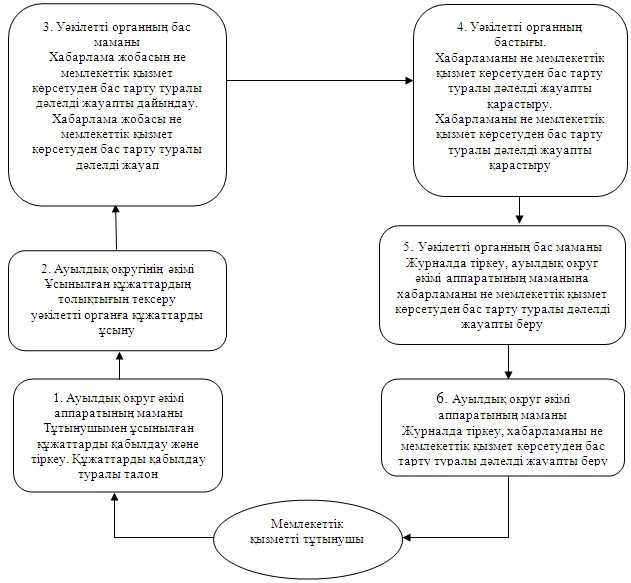 3. Уәкілетті органның бас
маманы
Хабарлама жобасын не
мемлекеттік қызмет
көрсетуден бас тарту туралы
дәлелді жауапты дайындау.
Хабарлама жобасы не
мемлекеттік қызмет
көрсетуден бас тарту туралы
дәлелді жауап
4. Уәкілетті органның
бастығы.
Хабарламаны не мемлекеттік
қызмет көрсетуден бас тарту
туралы дәлелді жауапты
қарастыру.
Хабарламаны не мемлекеттік
қызмет көрсетуден бас тарту
туралы дәлелді жауапты
қарастыру
2. Ауылдық округінің әкімі
Ұсынылған құжаттардың
толықтығын тексеру
уәкілетті органға құжаттарды
ұсыну
5. Уәкілетті органның бас маманы
Журналда тіркеу, ауылдық округ
әкімі аппаратының маманына
хабарламаны не мемлекеттік қызмет
көрсетуден бас тарту туралы дәлелді
жауапты беру
1. Ауылдық округ әкімі
аппаратының маманы
Тұтынушымен ұсынылған
құжаттарды қабылдау және
тіркеу. Құжаттарды қабылдау
туралы талон
6. Ауылдық округ әкімі
аппаратының маманы
Журналда тіркеу, хабарламаны не
мемлекеттік қызмет көрсетуден бас
тарту туралы дәлелді жауапты беру
Мемлекеттік
қызметті тұтынушы